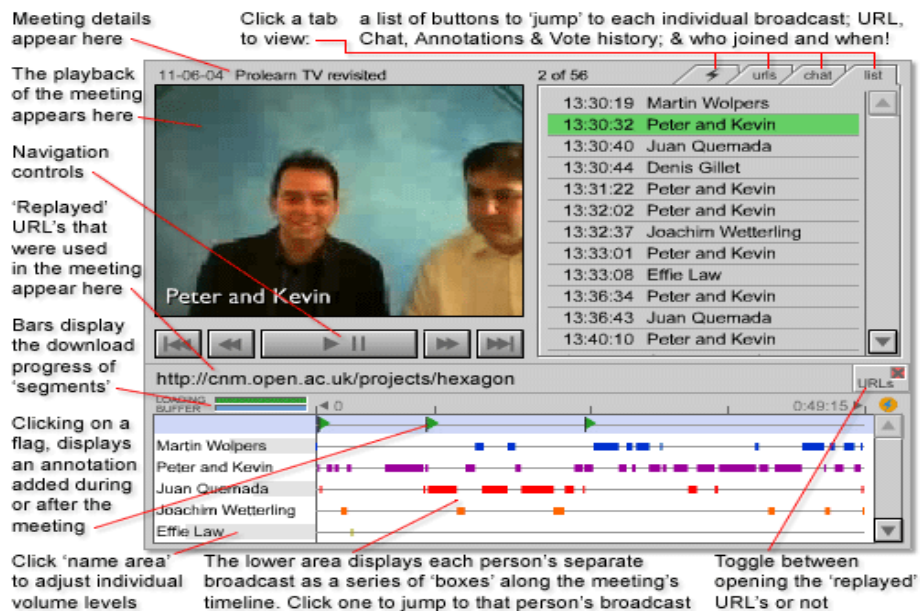 Meeting details
appear here
Click a tab
to view:
a list of buttons to 'jump' to each individual broadcast; URL,
Chat, Annotations & Vote history; & who joined and when!
The playback
of the meeting
appears here
Navigation
controls
'Replayed'
URL's that
were used
in the meeting
appear here
Bars display
the download
progress of
'segments'
Clicking on a
flag, displays
an annotation
added during
or after the
meeting
Click 'name area'
to adjust individual
volume levels
11-06-04 Prolearn TV revisited
2 of 56
urls
chat
list
Peter and Kevin
13:30:19 Martin Wolpers
13:30:32 Peter and Kevin
13:30:40 Juan Quemada
13:30:44 Denis Gillet
13:31:22 Peter and Kevin
13:32:02 Peter and Kevin
13:32:37 Joachim Wetterling
13:33:01 Peter and Kevin
13:33:08 Effie Law
13:36:34 Peter and Kevin
13:36:43 Juan Quemada
13:40:10 Peter and Kevin
http://cnm.open.ac.uk/projects/hexagon
URLs
LOADING
BUFFER
0
0:49:15
Martin Wolpers
Peter and Kevin
Juan Quemada
Joachim Wetterling
Effie Law
The lower area displays each person's separate
broadcast as a series of 'boxes' along the meeting's
timeline. Click one to jump to that person's broadcast
Toggle between
opening the 'replayed'
URL's or not